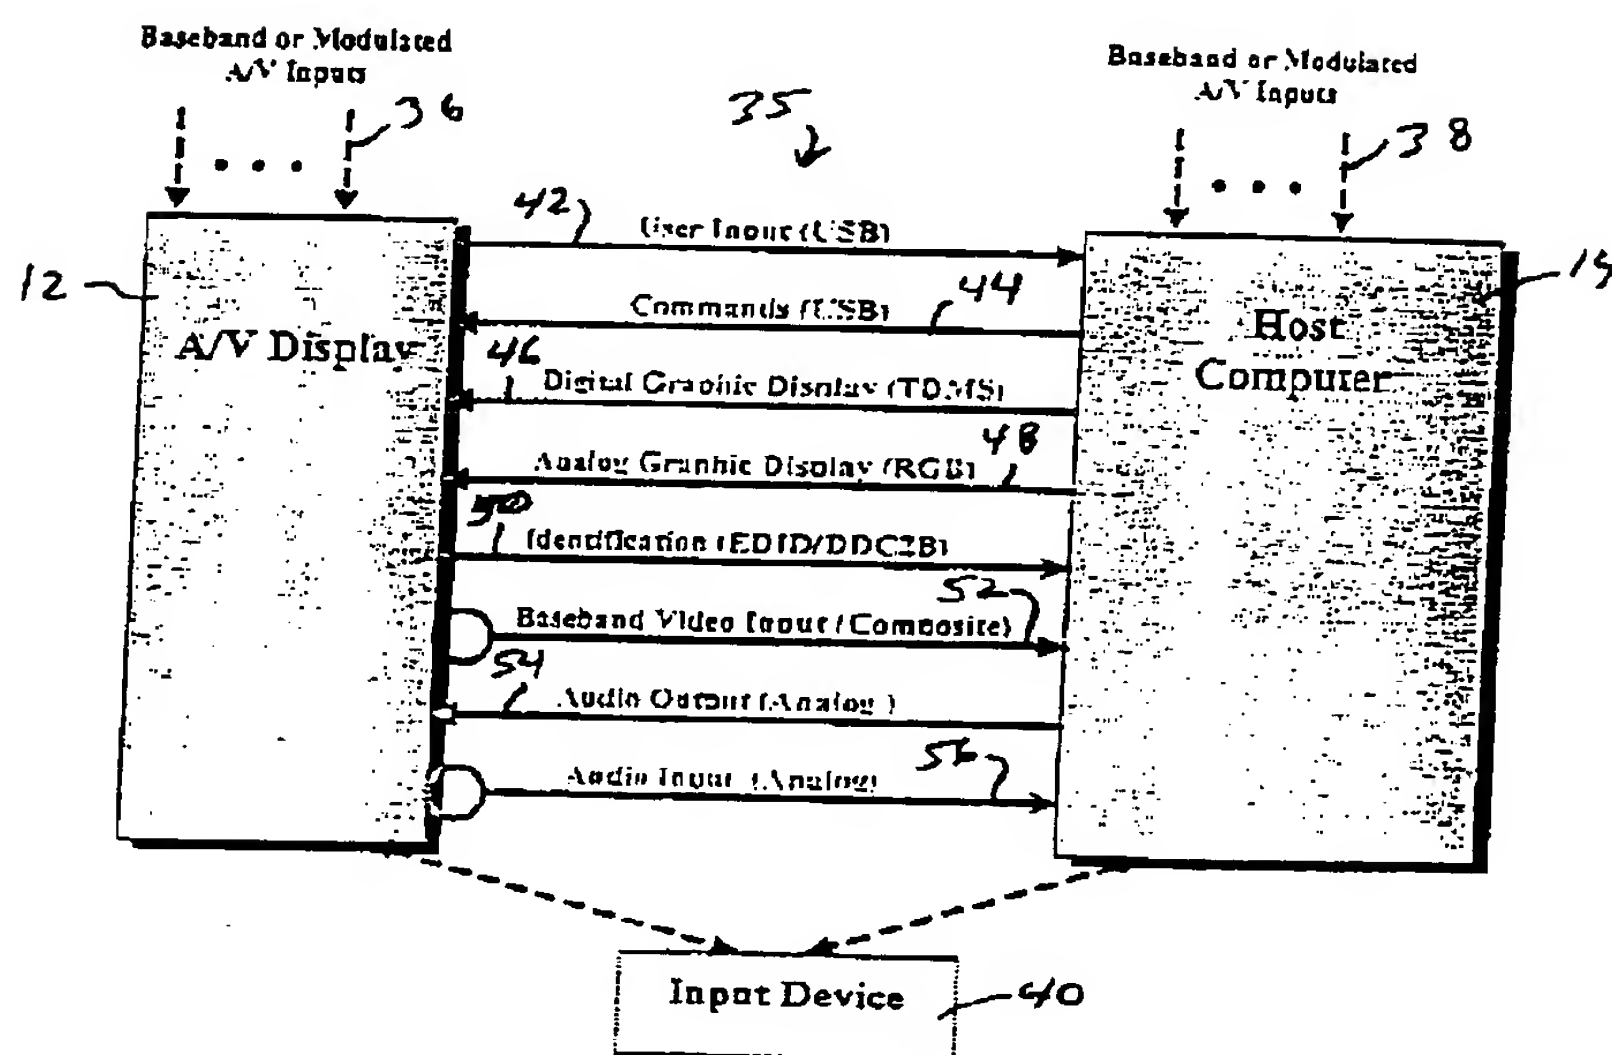 Baseband or Modulated
A/V Inputs
36
35
Baseband or Modulated
A/V Inputs
38
42
User Input (USB)
12
44
Commands (USB)
A/V Display
Host
Computer
46
Digital Graphic Display (TDMS)
48
Analog Graphic Display (RGB)
50
Identification (EDID/DDC2B)
52
Baseband Video Input (Composite)
54
Audio Output (Analog)
56
Audio Input (Analog)
Input Device
40